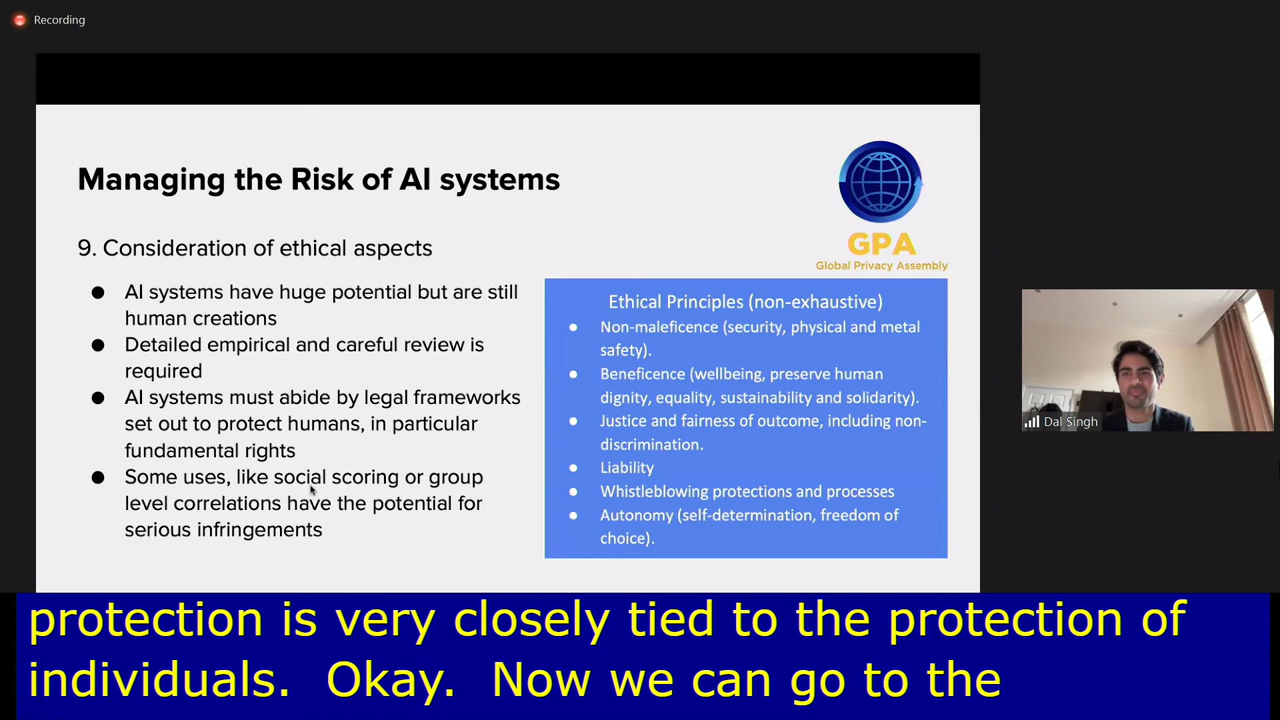 Recording
Managing the Risk of AI systems
GPA
Global Privacy Assembly
9. Consideration of ethical aspects
● AI systems have huge potential but are still
human creations
● Detailed empirical and careful review is
required
● AI systems must abide by legal frameworks
set out to protect humans, in particular
fundamental rights
● Some uses, like social scoring or group
level correlations have the potential for
serious infringements
Ethical Principles (non-exhaustive)
● Non-maleficence (security, physical and metal
safety).
● Beneficence (wellbeing, preserve human
dignity, equality, sustainability and solidarity).
● Justice and fairness of outcome, including non-
discrimination.
● Liability
● Whistleblowing protections and processes
● Autonomy (self-determination, freedom of
choice).
Dal Singh
protection is very closely tied to the protection of
individuals.  Okay.  Now we can go to the